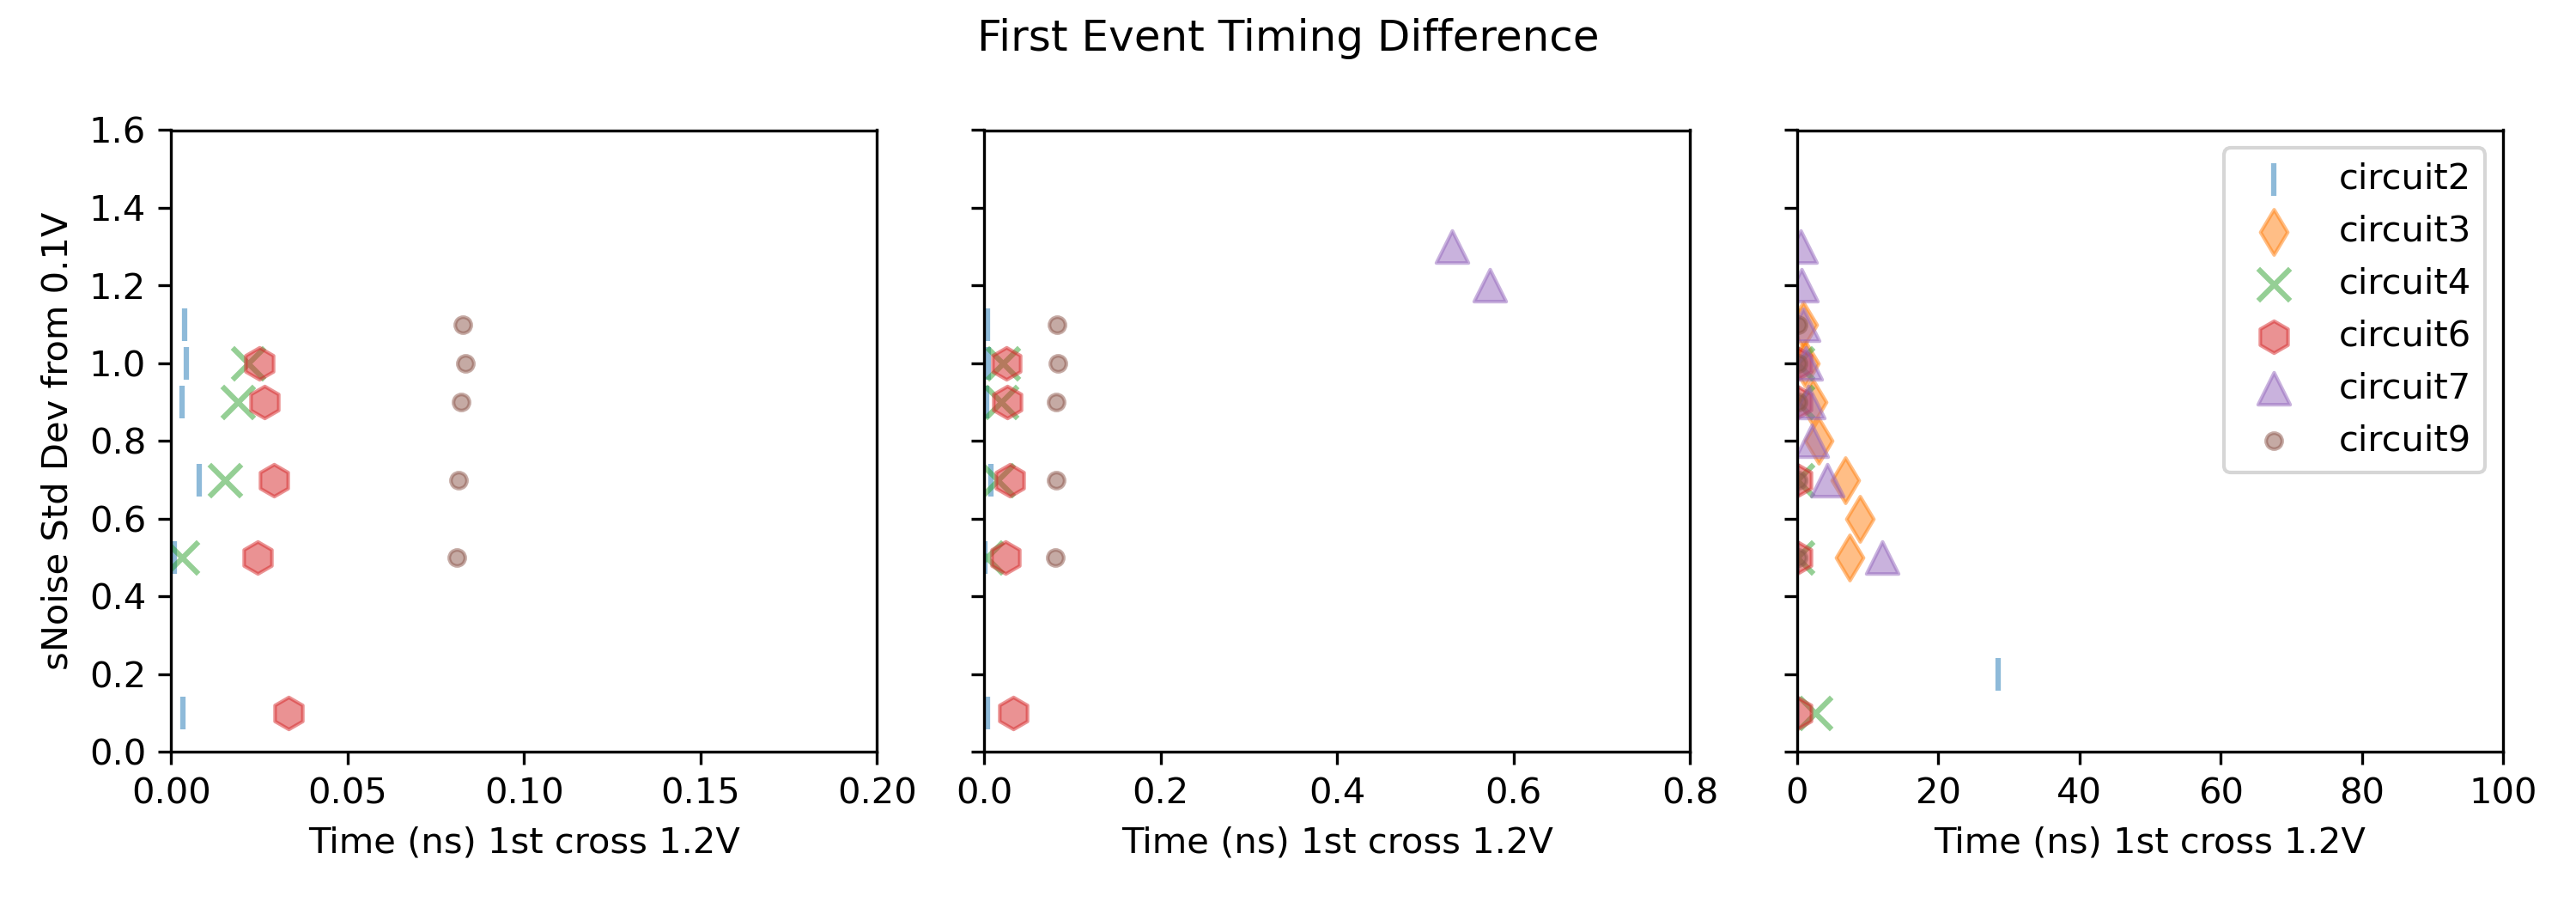 First Event Timing Difference
sNoise Std Dev from 0.1V
1.6
1.4
1.2
1.0
0.8
0.6
0.4
0.2
0.0
0.00 0.05 0.10 0.15 0.20
Time (ns) 1st cross 1.2V
0.0 0.2 0.4 0.6 0.8
Time (ns) 1st cross 1.2V
circuit2
circuit3
circuit4
circuit6
circuit7
circuit9
0 20 40 60 80 100
Time (ns) 1st cross 1.2V